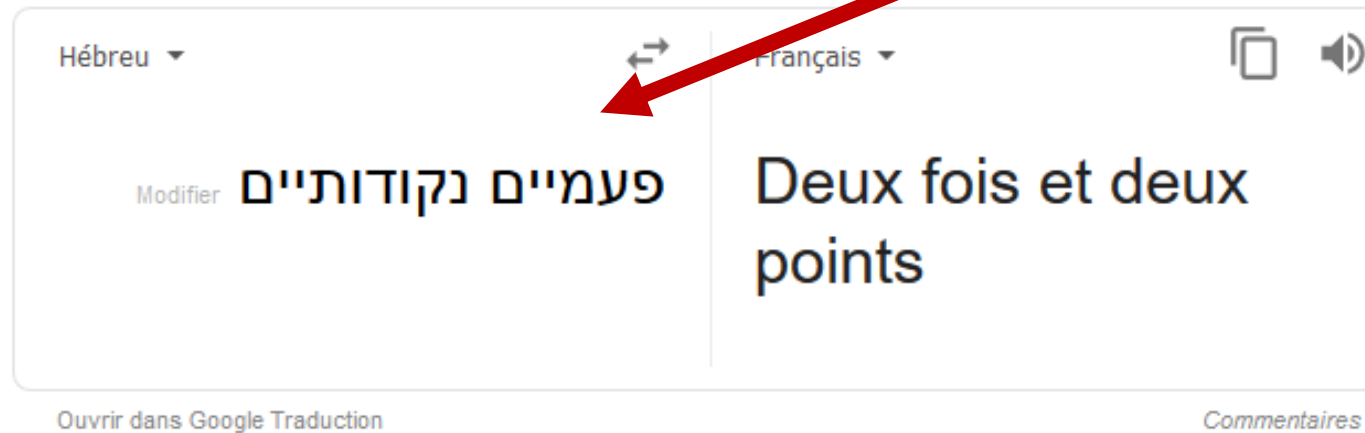 Hébreu
Français
פעמיים נקודותיים
Modifier
Deux fois et deux
points
Ouvrir dans Google Traduction
Commentaires